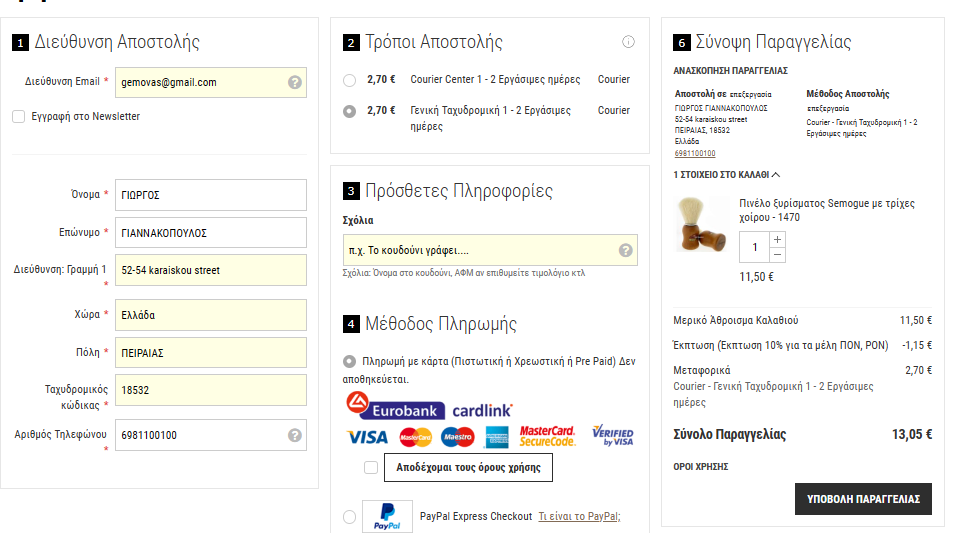 1 Διεύθυνση Αποστολής
Διεύθυνση Email * gemovas@gmail.com ?
Εγγραφή στο Newsletter
Όνομα * ΓΙΩΡΓΟΣ
Επώνυμο * ΓΙΑΝΝΑΚΟΠΟΥΛΟΣ
Διεύθυνση: Γραμμή 1 * 52-54 karaiskou street
Χώρα * Ελλάδα
Πόλη * ΠΕΙΡΑΙΑΣ
Ταχυδρομικός
κώδικας * 18532
Αριθμός Τηλεφώνου * 6981100100 ?
2 Τρόποι Αποστολής
2,70 € Courier Center 1 - 2 Εργάσιμες ημέρες Courier
2,70 € Γενική Ταχυδρομική 1 - 2 Εργάσιμες Courier
ημέρες
3 Πρόσθετες Πληροφορίες
Σχόλια
π.χ. Το κουδούνι γράφει.... ?
Σχόλια: Όνομα στο κουδούνι, ΑΦΜ αν επιθυμείτε τιμολόγιο κτλ
4 Μέθοδος Πληρωμής
Πληρωμή με κάρτα (Πιστωτική ή Χρεωστική ή Pre Paid) Δεν
αποθηκεύεται.
Eurobank cardlink
VISA MasterCard Maestro MasterCard. SecureCode. VERIFIED by VISA
Αποδέχομαι τους όρους χρήσης
PayPal PayPal Express Checkout Τι είναι το PayPal;
6 Σύνοψη Παραγγελίας
ΑΝΑΣΚΟΠΗΣΗ ΠΑΡΑΓΓΕΛΙΑΣ
Αποστολή σε επεξεργασία
ΓΙΩΡΓΟΣ ΓΙΑΝΝΑΚΟΠΟΥΛΟΣ
52-54 karaiskou street
ΠΕΙΡΑΙΑΣ, 18532
Ελλάδα
6981100100
Μέθοδος Αποστολής
επεξεργασία
Courier - Γενική Ταχυδρομική 1 - 2
Εργάσιμες ημέρες
1 ΣΤΟΙΧΕΙΟ ΣΤΟ ΚΑΛΑΘΙ
Πινέλο ξυρίσματος Semogue με τρίχες
χοίρου - 1470
1 + −
11,50 €
Μερικό Άθροισμα Καλαθιού 11,50 €
Έκπτωση (Έκπτωση 10% για τα μέλη ΠΟΝ, PON) -1,15 €
Μεταφορικά 2,70 €
Courier - Γενική Ταχυδρομική 1 - 2 Εργάσιμες
ημέρες
Σύνολο Παραγγελίας 13,05 €
ΟΡΟΙ ΧΡΗΣΗΣ
ΥΠΟΒΟΛΗ ΠΑΡΑΓΓΕΛΙΑΣ